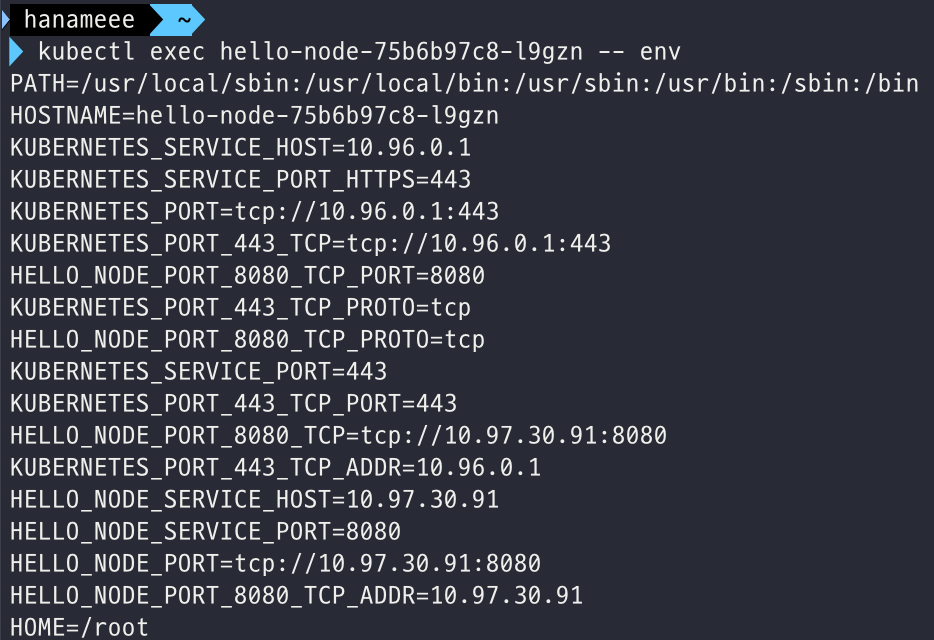 hanameee ~
kubectl exec hello-node-75b6b97c8-l9gzn -- env
PATH=/usr/local/sbin:/usr/local/bin:/usr/sbin:/usr/bin:/sbin:/bin
HOSTNAME=hello-node-75b6b97c8-l9gzn
KUBERNETES_SERVICE_HOST=10.96.0.1
KUBERNETES_SERVICE_PORT_HTTPS=443
KUBERNETES_PORT=tcp://10.96.0.1:443
KUBERNETES_PORT_443_TCP=tcp://10.96.0.1:443
HELLO_NODE_PORT_8080_TCP_PORT=8080
KUBERNETES_PORT_443_TCP_PROTO=tcp
HELLO_NODE_PORT_8080_TCP_PROTO=tcp
KUBERNETES_SERVICE_PORT=443
KUBERNETES_PORT_443_TCP_PORT=443
HELLO_NODE_PORT_8080_TCP=tcp://10.97.30.91:8080
KUBERNETES_PORT_443_TCP_ADDR=10.96.0.1
HELLO_NODE_SERVICE_HOST=10.97.30.91
HELLO_NODE_SERVICE_PORT=8080
HELLO_NODE_PORT=tcp://10.97.30.91:8080
HELLO_NODE_PORT_8080_TCP_ADDR=10.97.30.91
HOME=/root